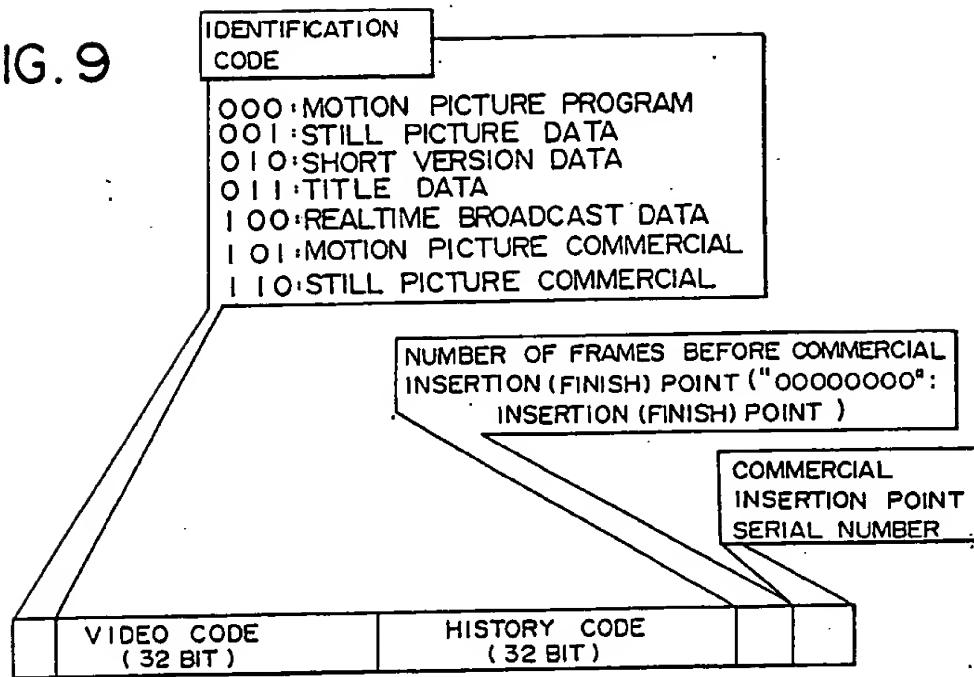 IG. 9
IDENTIFICATION
CODE
000:MOTION PICTURE PROGRAM
001:STILL PICTURE DATA
010:SHORT VERSION DATA
011:TITLE DATA
100:REALTIME BROADCAST DATA
101:MOTION PICTURE COMMERCIAL
110:STILL PICTURE COMMERCIAL
NUMBER OF FRAMES BEFORE COMMERCIAL
INSERTION (FINISH) POINT ("00000000":
INSERTION (FINISH) POINT )
COMMERCIAL
INSERTION POINT
SERIAL NUMBER
VIDEO CODE
(32 BIT)
HISTORY CODE
(32 BIT)